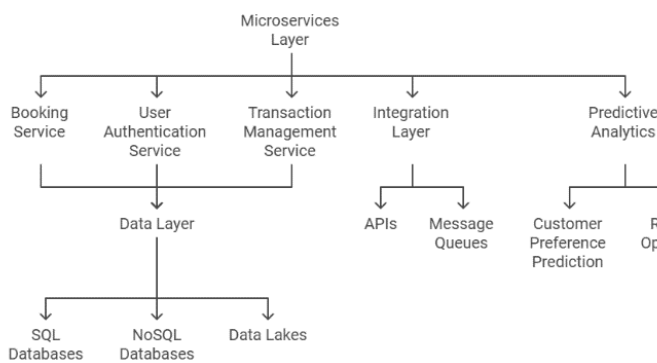 Microservices
Layer
Booking
Service
User
Authentication
Service
Transaction
Management
Service
Integration
Layer
Predictive
Analytics
Data Layer
APIs
Message
Queues
Customer
Preference
Prediction
SQL
Databases
NoSQL
Databases
Data Lakes